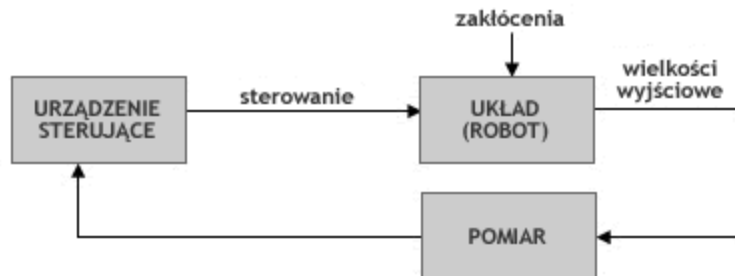 zakłócenia
URZĄDZENIE
STERUJĄCE
sterowanie
UKŁAD
(ROBOT)
wielkości
wyjściowe
POMIAR